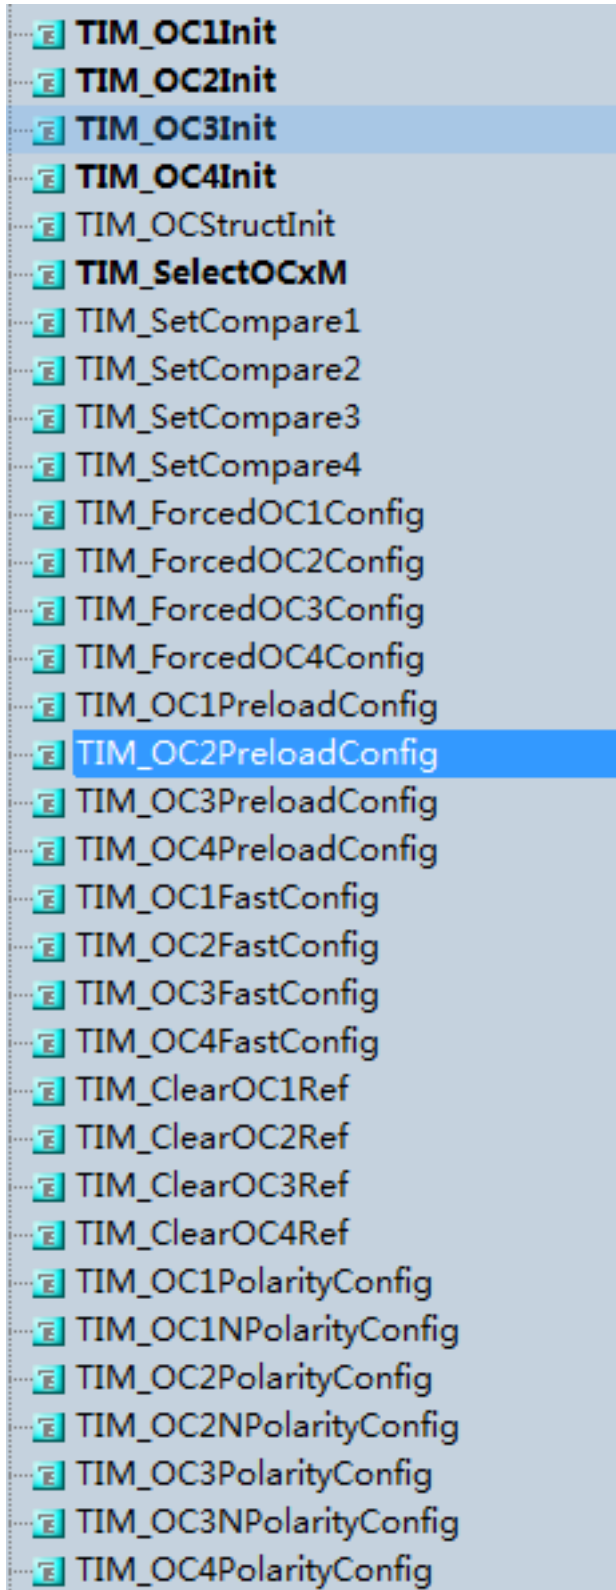 TIM_OC1Init
TIM_OC2Init
TIM_OC3Init
TIM_OC4Init
TIM_OCStructInit
TIM_SelectOCxM
TIM_SetCompare1
TIM_SetCompare2
TIM_SetCompare3
TIM_SetCompare4
TIM_ForcedOC1Config
TIM_ForcedOC2Config
TIM_ForcedOC3Config
TIM_ForcedOC4Config
TIM_OC1PreloadConfig
TIM_OC2PreloadConfig
TIM_OC3PreloadConfig
TIM_OC4PreloadConfig
TIM_OC1FastConfig
TIM_OC2FastConfig
TIM_OC3FastConfig
TIM_OC4FastConfig
TIM_ClearOC1Ref
TIM_ClearOC2Ref
TIM_ClearOC3Ref
TIM_ClearOC4Ref
TIM_OC1PolarityConfig
TIM_OC1NPolarityConfig
TIM_OC2PolarityConfig
TIM_OC2NPolarityConfig
TIM_OC3PolarityConfig
TIM_OC3NPolarityConfig
TIM_OC4PolarityConfig